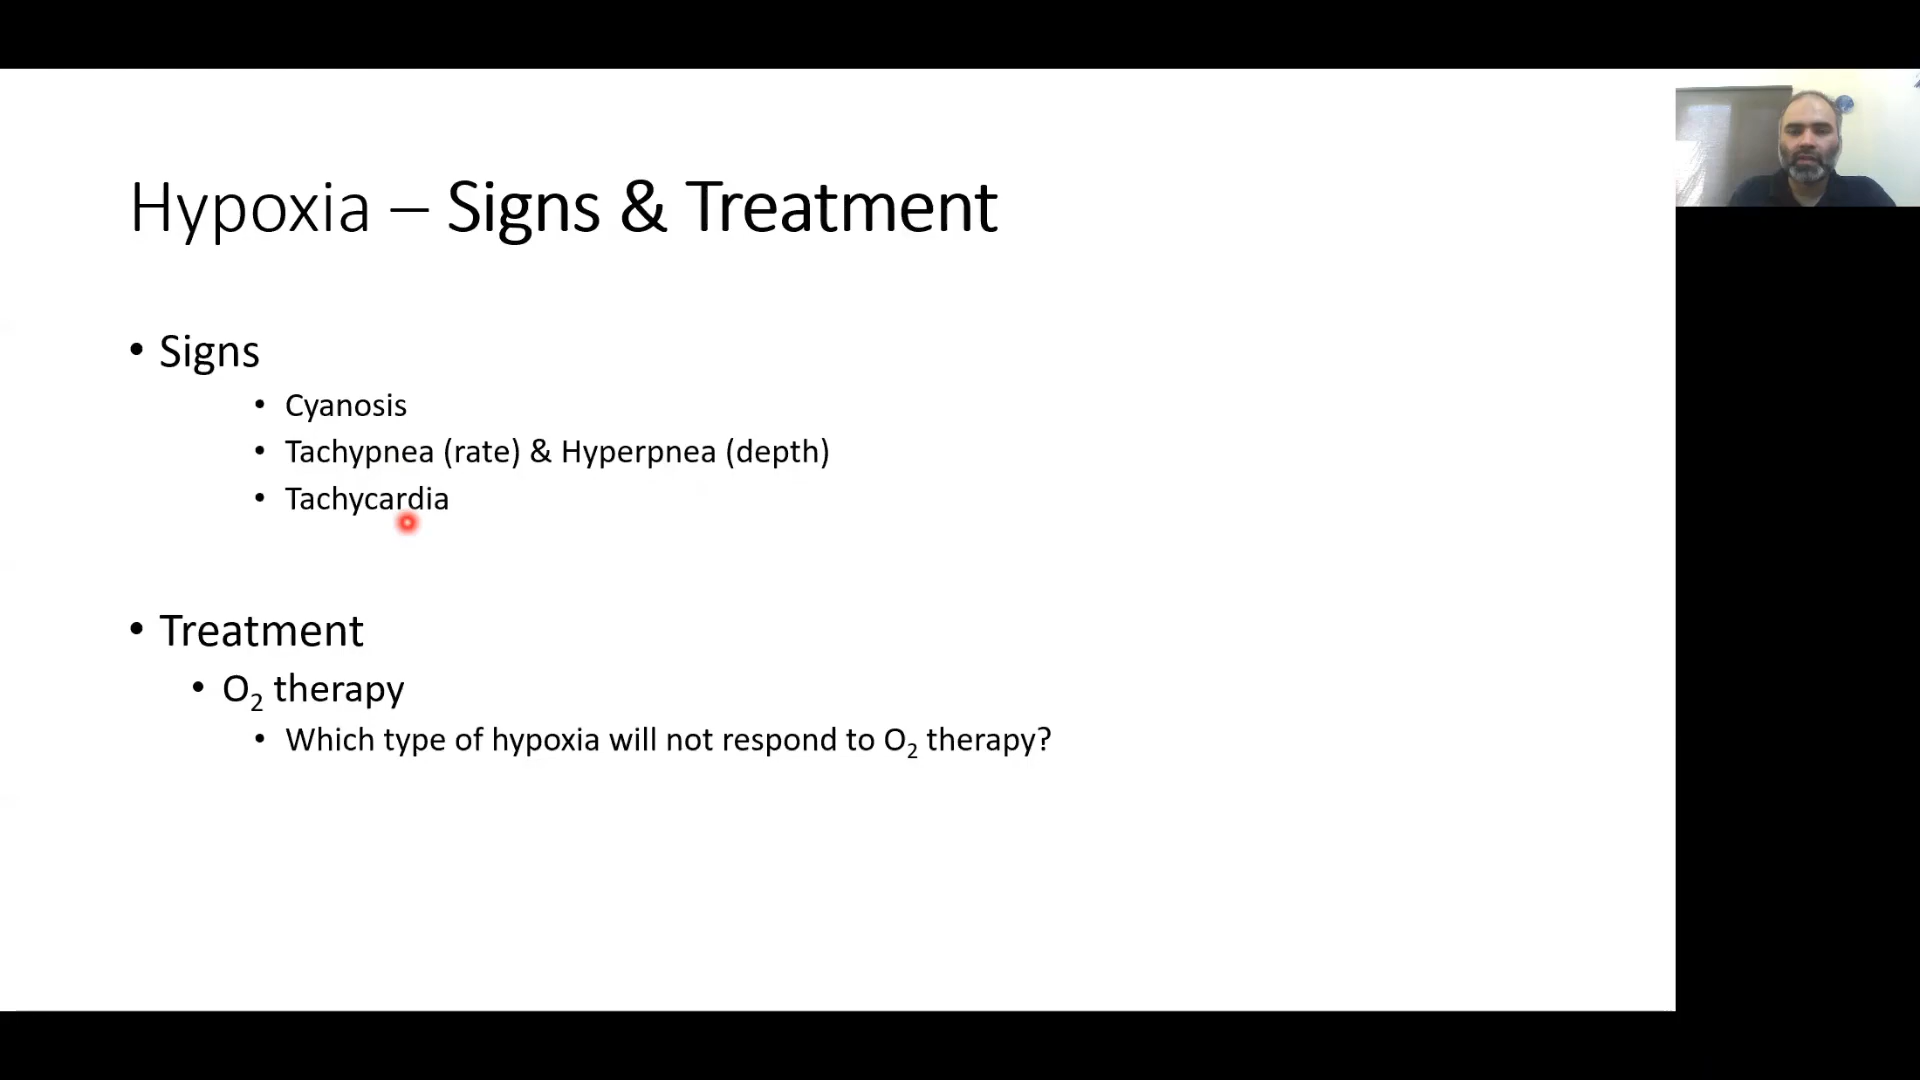 Hypoxia – Signs & Treatment
• Signs
• Cyanosis
• Tachypnea (rate) & Hyperpnea (depth)
• Tachycardia
• Treatment
• O₂ therapy
• Which type of hypoxia will not respond to O₂ therapy?